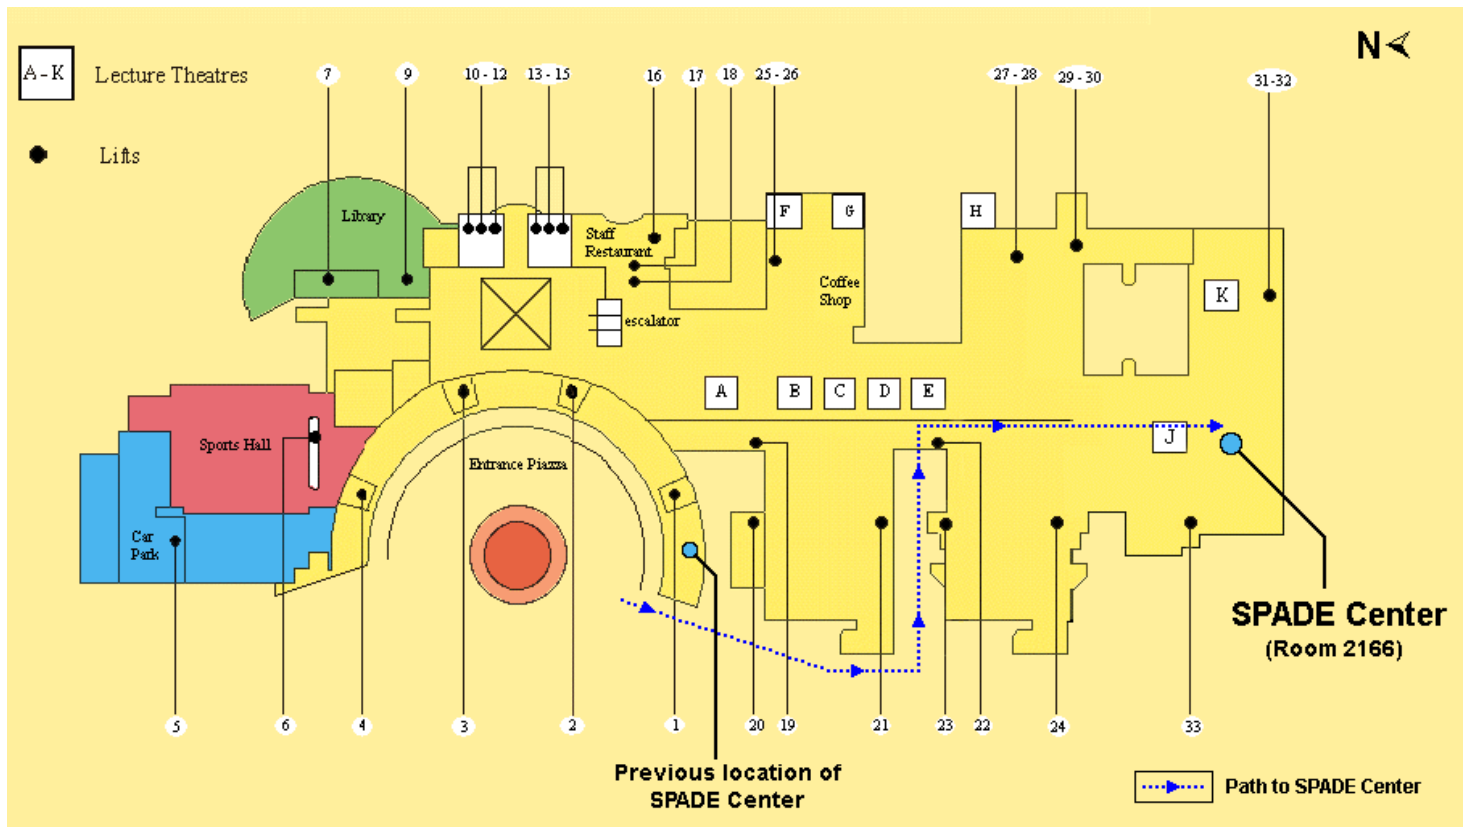 N
A - K
Lecture Theatres
Lifts
7
9
10 - 12
13 - 15
16
17
18
25 - 26
27 - 28
29 - 30
31-32
Library
Staff
Restaurant
F
G
H
Coffee
Shop
K
escalator
A
B
C
D
E
J
Sports Hall
Entrance Piazza
Car
Park
SPADE Center
(Room 2166)
5
6
4
3
2
1
20
19
21
23
22
24
33
Previous location of
SPADE Center
Path to SPADE Center